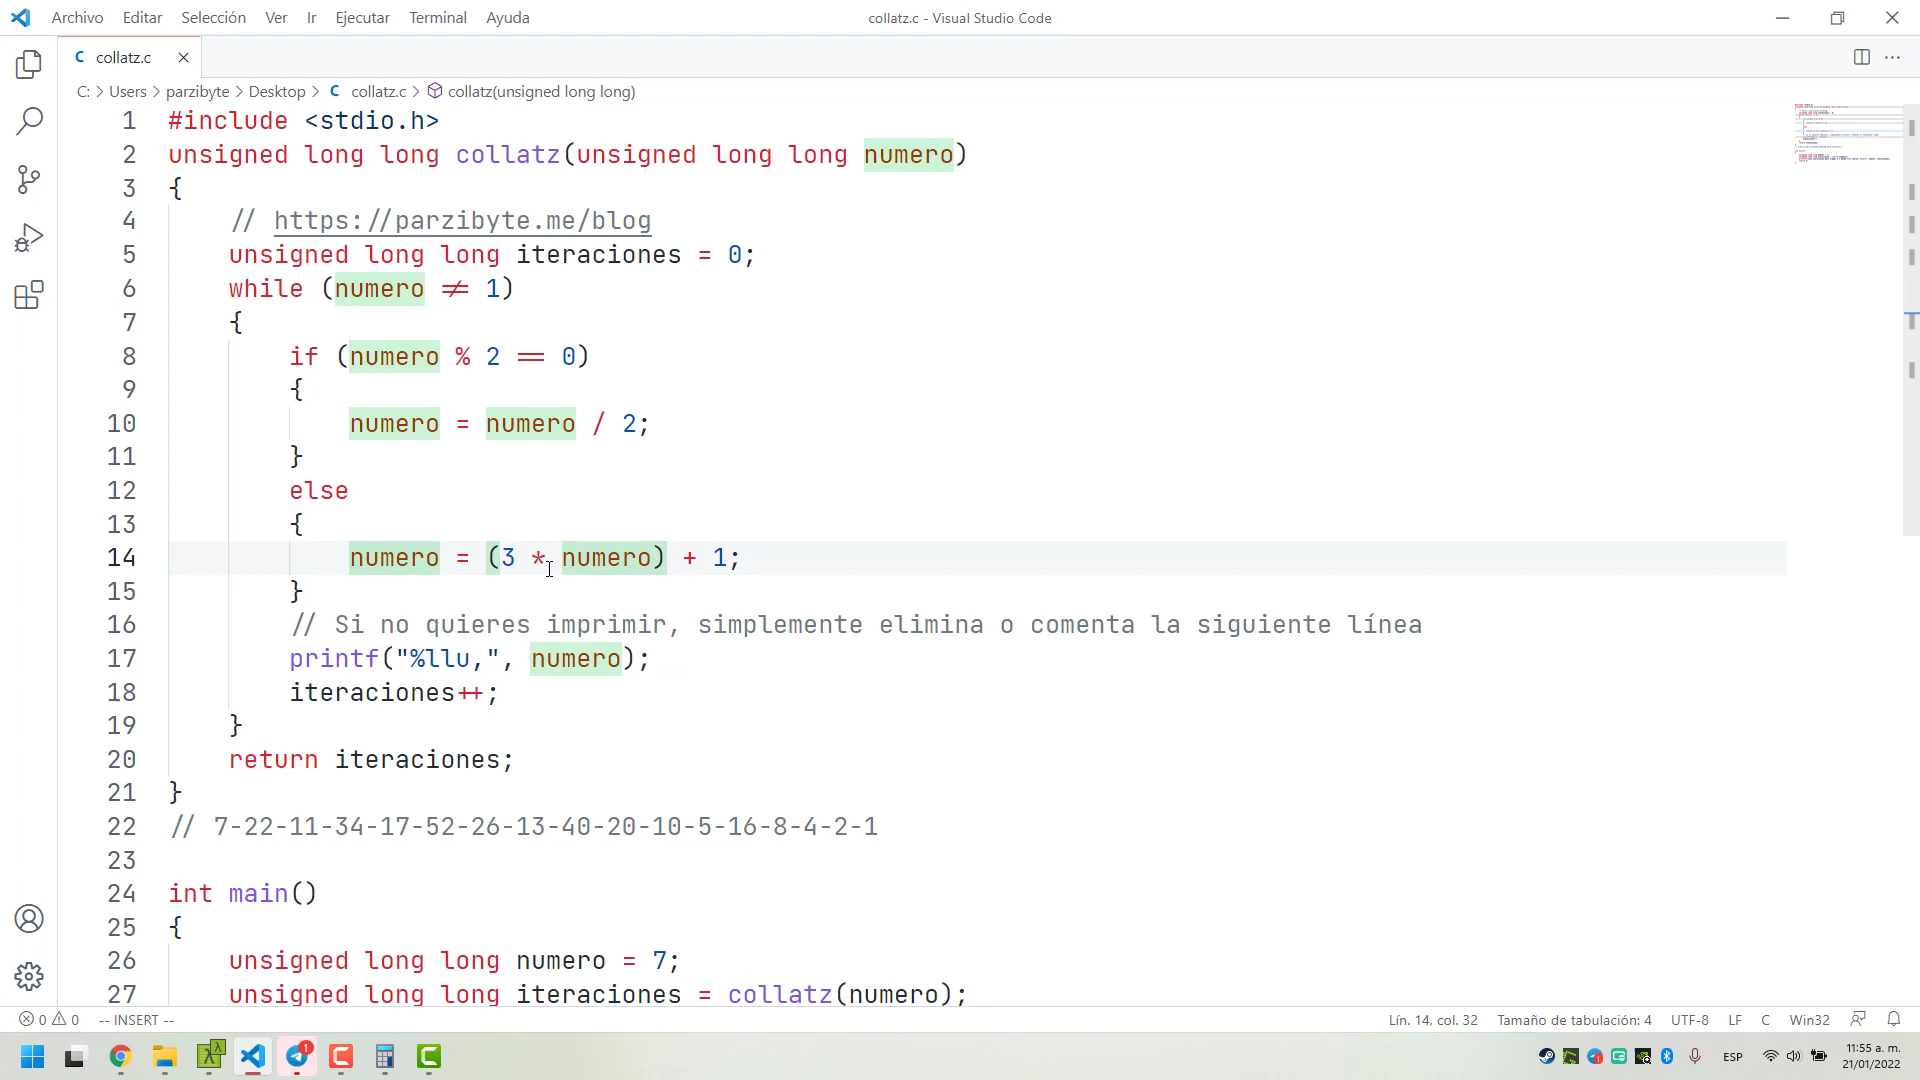 Archivo Editar Selección Ver Ir Ejecutar Terminal Ayuda
collatz.c - Visual Studio Code
collatz.c
C: > Users > parzibyte > Desktop > C collatz.c > collatz(unsigned long long)
1 #include <stdio.h>
2 unsigned long long collatz(unsigned long long numero)
3 {
4 // https://parzibyte.me/blog
5 unsigned long long iteraciones = 0;
6 while (numero != 1)
7 {
8 if (numero % 2 == 0)
9 {
10 numero = numero / 2;
11 }
12 else
13 {
14 numero = (3 * numero) + 1;
15 }
16 // Si no quieres imprimir, simplemente elimina o comenta la siguiente línea
17 printf("%llu,", numero);
18 iteraciones++;
19 }
20 return iteraciones;
21 }
22 // 7-22-11-34-17-52-26-13-40-20-10-5-16-8-4-2-1
23
24 int main()
25 {
26 unsigned long long numero = 7;
27 unsigned long long iteraciones = collatz(numero);
0 0 -- INSERT --
Lín. 14, col. 32 Tamaño de tabulación: 4 UTF-8 LF C Win32
1
ESP
11:55 a. m.
21/01/2022